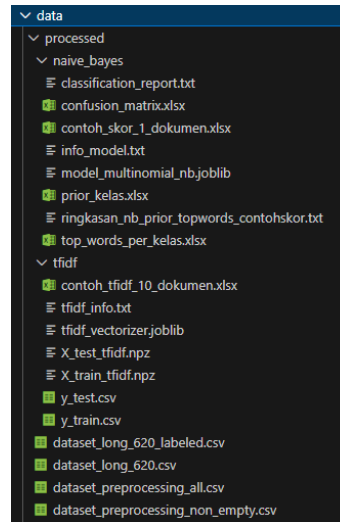 data
processed
naive_bayes
classification_report.txt
confusion_matrix.xlsx
contoh_skor_1_dokumen.xlsx
info_model.txt
model_multinomial_nb.joblib
prior_kelas.xlsx
ringkasan_nb_prior_topwords_contohskor.txt
top_words_per_kelas.xlsx
tfidf
contoh_tfidf_10_dokumen.xlsx
tfidf_info.txt
tfidf_vectorizer.joblib
X_test_tfidf.npz
X_train_tfidf.npz
y_test.csv
y_train.csv
dataset_long_620_labeled.csv
dataset_long_620.csv
dataset_preprocessing_all.csv
dataset_preprocessing_non_empty.csv